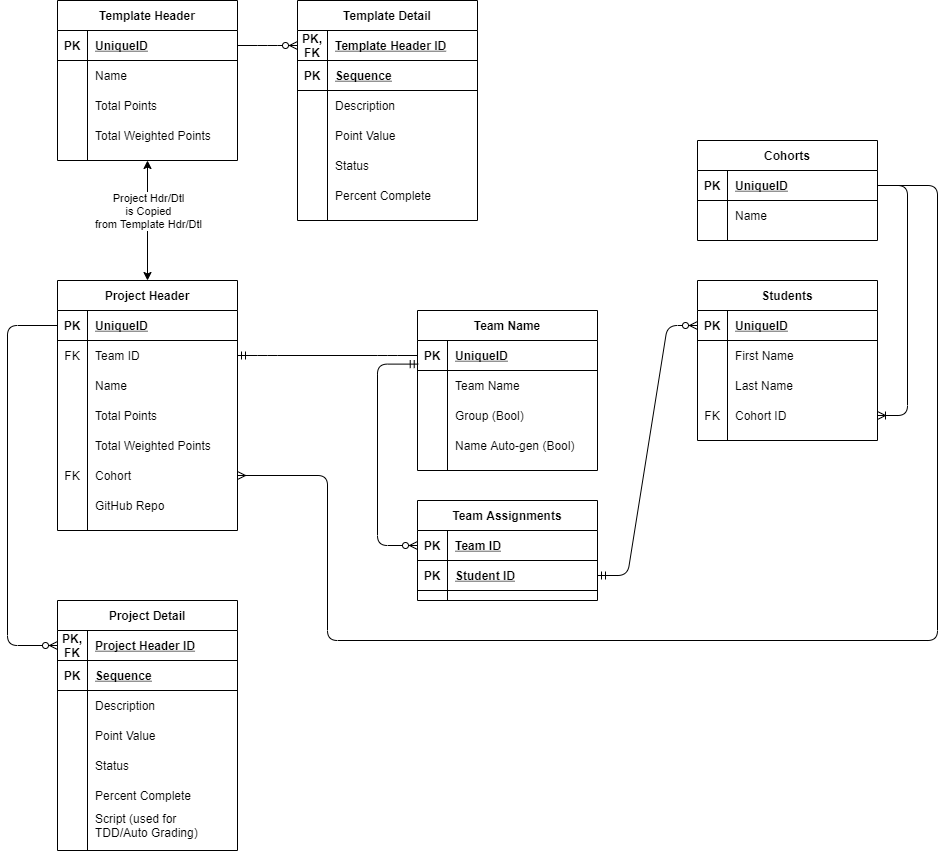 Template Header
PK UniqueID
Name
Total Points
Total Weighted Points
Template Detail
PK,
FK
Template Header ID
PK Sequence
Description
Point Value
Status
Percent Complete
Project Hdr/Dtl
is Copied
from Template Hdr/Dtl
Cohorts
PK UniqueID
Name
Project Header
PK UniqueID
FK Team ID
Name
Total Points
Total Weighted Points
FK Cohort
GitHub Repo
Team Name
PK UniqueID
Team Name
Group (Bool)
Name Auto-gen (Bool)
Students
PK UniqueID
First Name
Last Name
FK Cohort ID
Team Assignments
PK Team ID
PK Student ID
Project Detail
PK,
FK
Project Header ID
PK Sequence
Description
Point Value
Status
Percent Complete
Script (used for
TDD/Auto Grading)